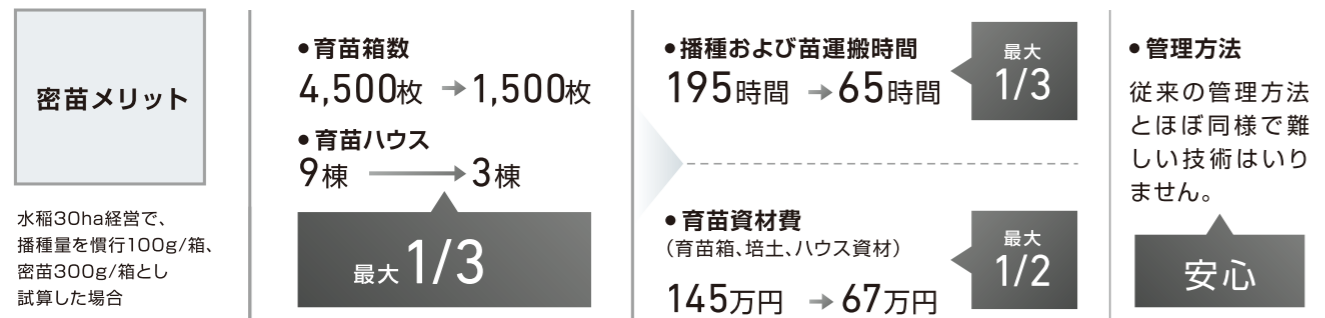 密苗メリット
水稲30ha経営で、
播種量を慣行100g/箱、
密苗300g/箱とし
試算した場合
●育苗箱数
4,500枚 → 1,500枚
●育苗ハウス
9棟 → 3棟
最大1/3
●播種および苗運搬時間
195時間 → 65時間
最大
1/3
●育苗資材費
（育苗箱、培土、ハウス資材）
145万円 → 67万円
最大
1/2
●管理方法
従来の管理方法
とほぼ同様で難
しい技術はいり
ません。
安心